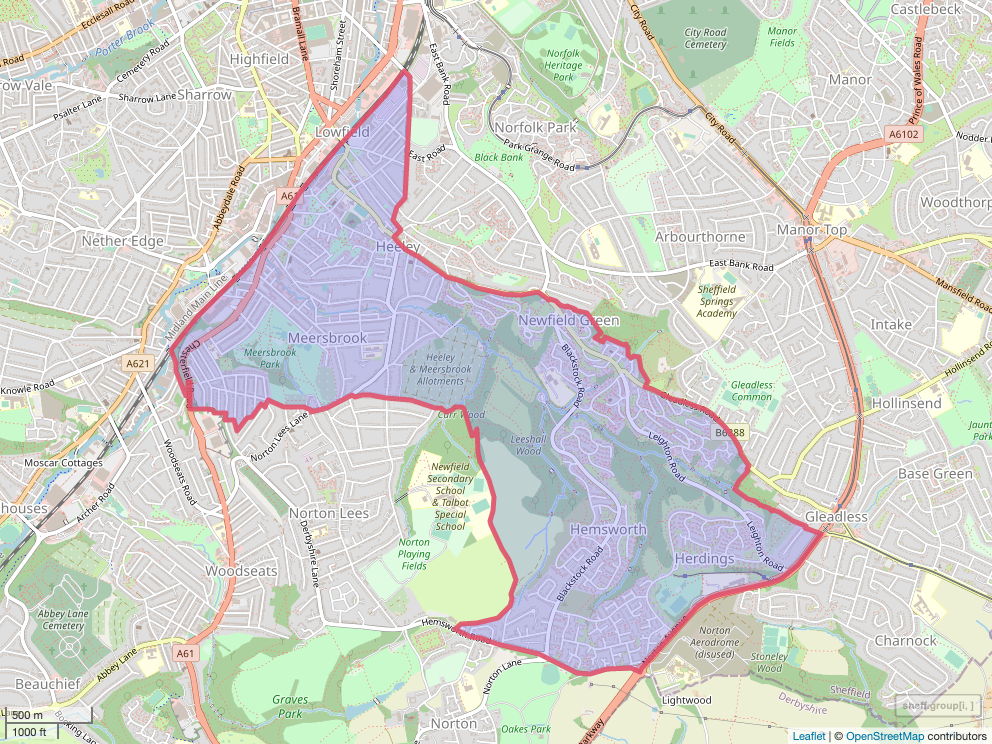 Ecclesall Road
Porter Brook
Bramall Lane
Shoreham Street
Cemetery Road
Highfield
East Bank Road
Norfolk
Heritage
Park
City Road
City Road
Cemetery
Manor
Fields
Castlebeck
Manor
row Vale
Psalter Lane
Sharrow Lane
Sharrow
Lowfield
East Road
Norfolk Park
Black Bank
Park Grange Road
City Road
Prince of Wales Road
A6102
Nodder
Abbeydale Road
A61
Woodthorp
Nether Edge
Heeley
Arbourthorne
Manor Top
East Bank Road
Mansfield Road
Midland Main Line
Sheffield
Springs
Academy
Newfield Green
Intake
Meersbrook
Chesterfiel
Meersbrook
Park
A621
Heeley
& Meersbrook
Allotments
Blackstock Road
Gleadless
Common
Hollinsend Ro
Knowle Road
Hollinsend
Carr Wood
Gleadless Road
B6388
Jaunt
Park
Norton Lees Lane
Leeshall
Wood
Leighton Road
Moscar Cottages
Woodseats Road
Newfield
Secondary
School
& Talbot
Special
School
Base Green
Archer Road
houses
Norton Lees
Gleadless
Derbyshire Lane
Hemsworth
Leighton Road
Norton
Playing
Fields
Herdings
Woodseats
Blackstock Road
Abbey Lane
Cemetery
Hemsworth Road
Norton
Aerodrome
(disused)
Charnock
A61
Abbey Lane
Stoneley
Wood
Norton Lane
Beauchief
Sheffield
Derbyshire
Graves
Park
Lightwood
Bocking Lane
Norton
Oakes Park
Parkway
500 m
1000 ft
sheff.group[i, ]
Leaflet | © OpenStreetMap contributors